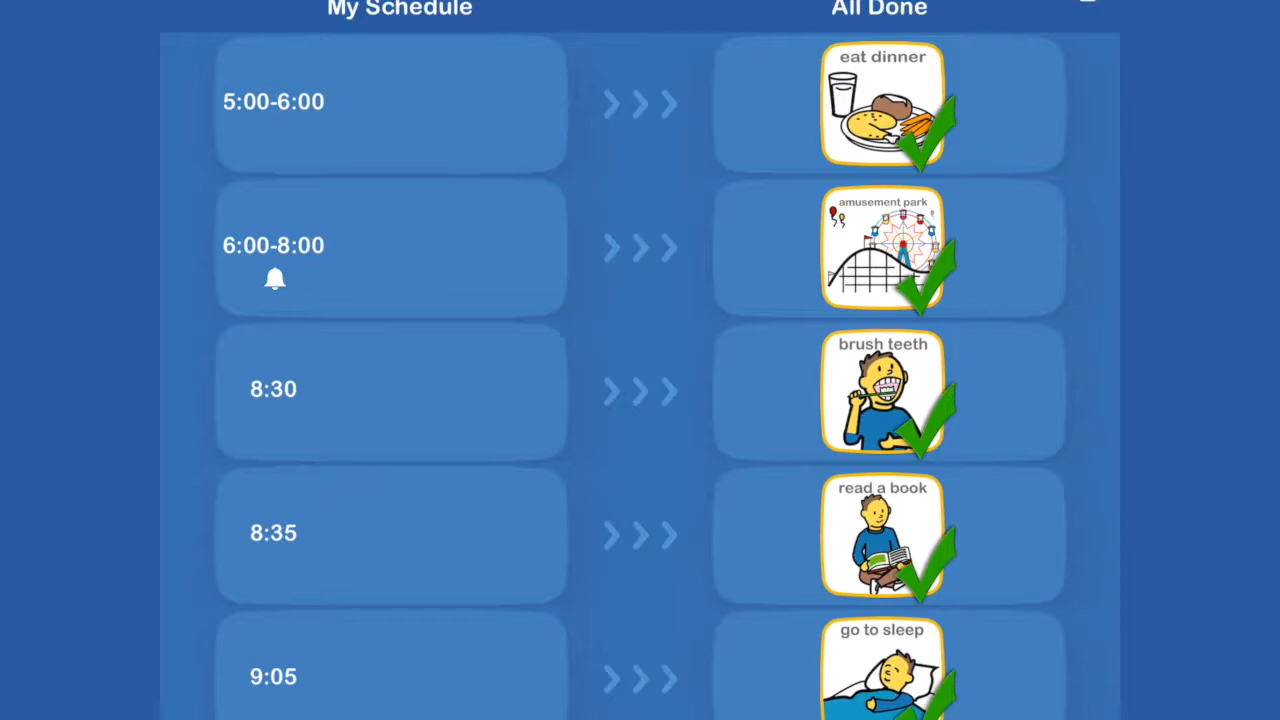 My Schedule
All Done
5:00-6:00
eat dinner
6:00-8:00
amusement park
8:30
brush teeth
8:35
read a book
9:05
go to sleep